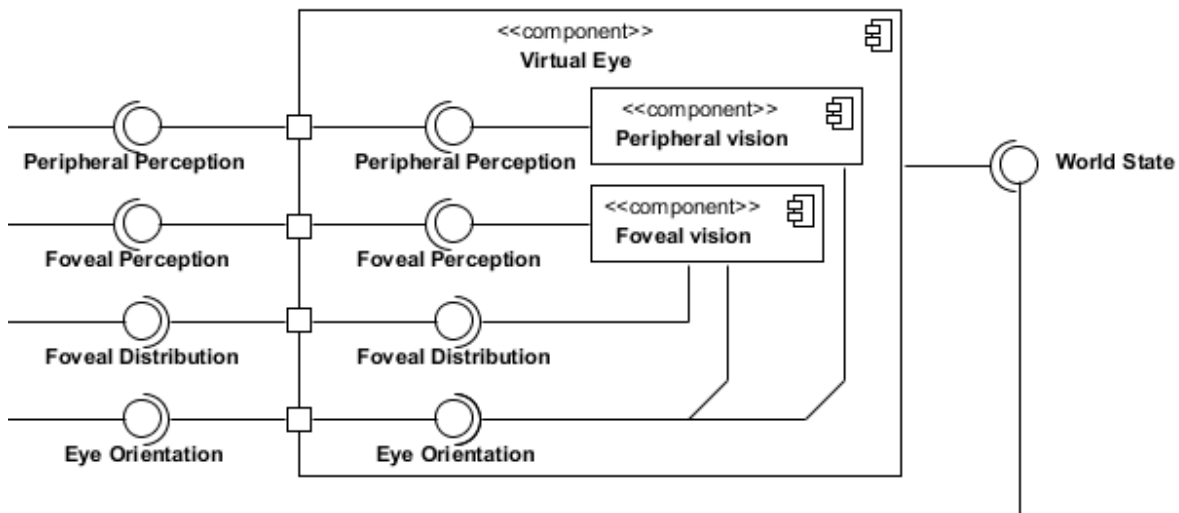 <<component>>
Virtual Eye
<<component>>
Peripheral vision
Peripheral Perception
Peripheral Perception
World State
<<component>>
Foveal vision
Foveal Perception
Foveal Perception
Foveal Distribution
Foveal Distribution
Eye Orientation
Eye Orientation